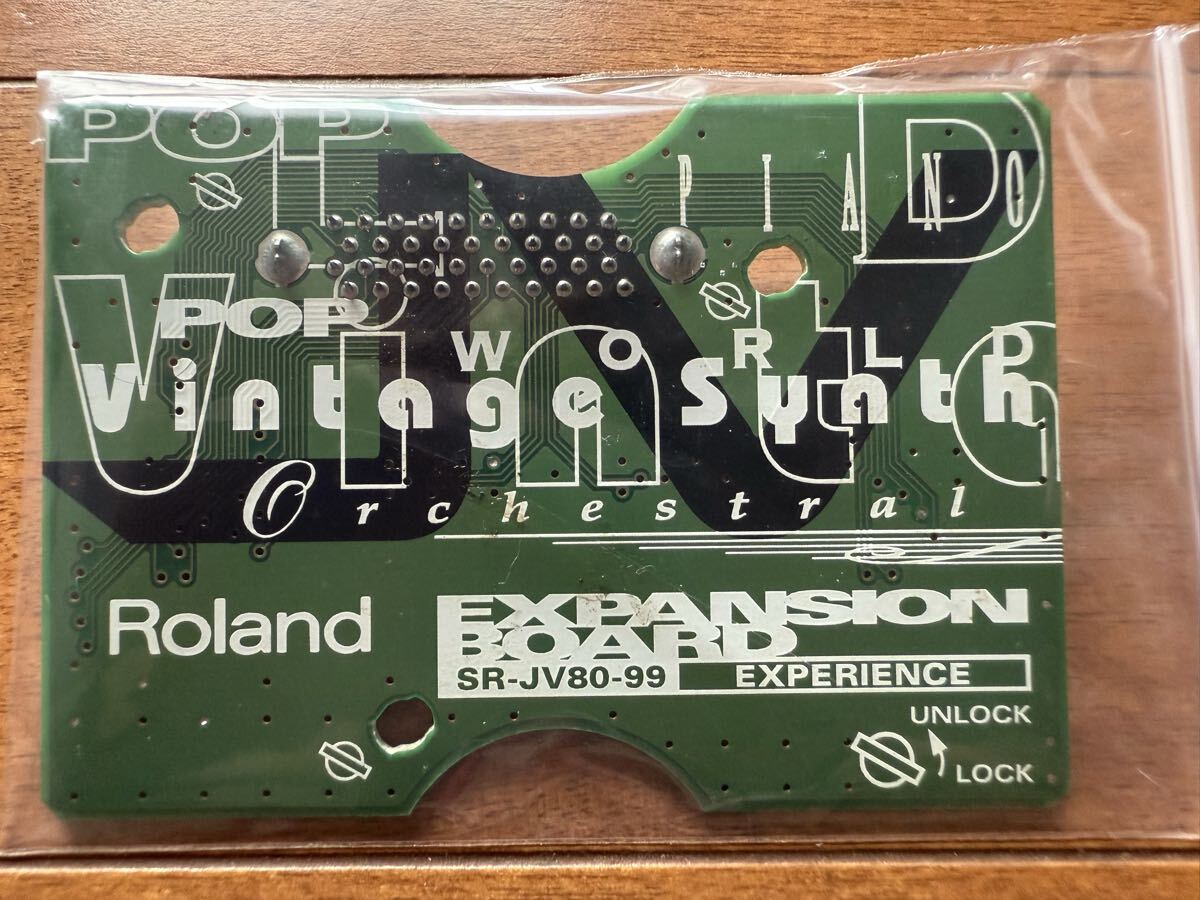 POP
PIANO
POP
WORLD
Vintage Synth
Orchestral
Roland
EXPANSION
BOARD
SR-JV80-99 EXPERIENCE
UNLOCK
LOCK